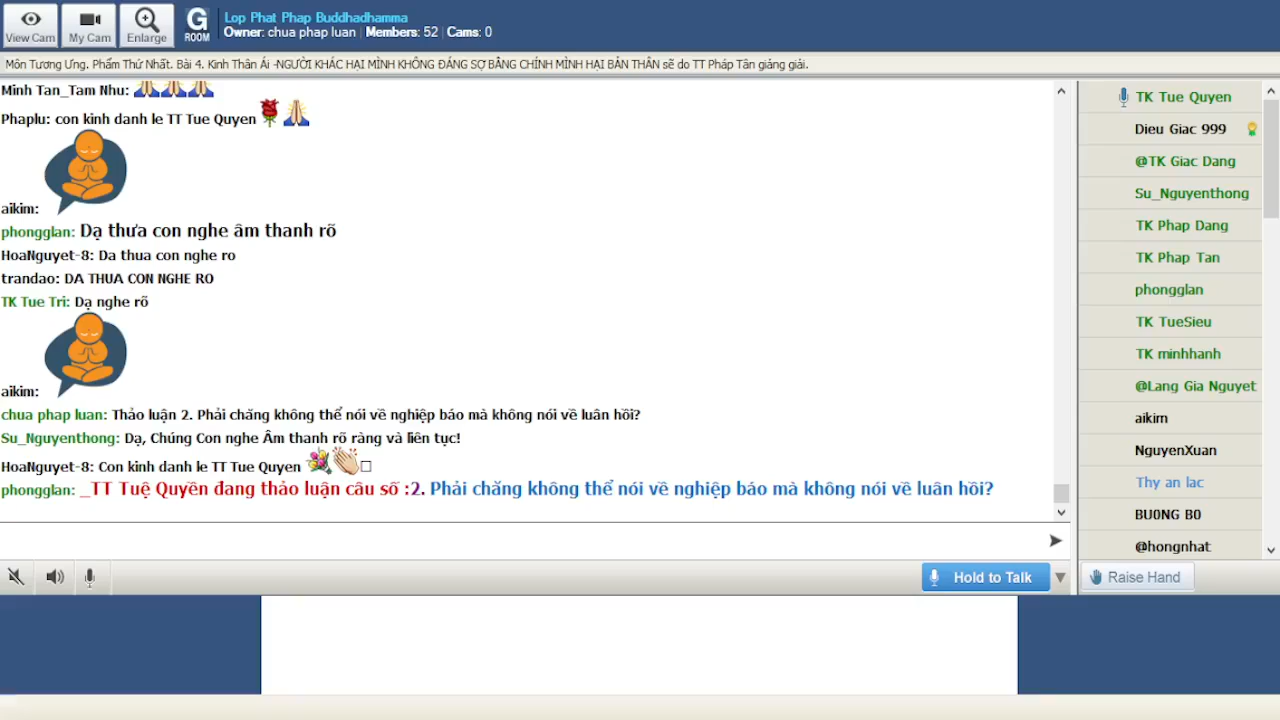 View Cam
My Cam
Enlarge
G
ROOM
Lop Phat Phap Buddhadhamma
Owner: chua phap luan | Members: 52 | Cams: 0
Môn Tương Ưng. Phẩm Thứ Nhất. Bài 4. Kinh Thân Ái -NGƯỜI KHÁC HẠI MÌNH KHÔNG ĐÁNG SỢ BẰNG CHÍNH MÌNH HẠI BẢN THÂN sẽ do TT Pháp Tân giảng giải.
Minh Tan_Tam Nhu:
Phaplu: con kinh danh le TT Tue Quyen
aikim:
phongglan: Dạ thưa con nghe âm thanh rõ
HoaNguyet-8: Da thua con nghe ro
trandao: DA THUA CON NGHE RO
TK Tue Tri: Dạ nghe rõ
aikim:
chua phap luan: Thảo luận 2. Phải chăng không thể nói về nghiệp báo mà không nói về luân hồi?
Su_Nguyenthong: Dạ, Chúng Con nghe Âm thanh rõ ràng và liên tục!
HoaNguyet-8: Con kinh danh le TT Tue Quyen
phongglan: _TT Tuệ Quyền đang thảo luận câu số :2. Phải chăng không thể nói về nghiệp báo mà không nói về luân hồi?
Hold to Talk
TK Tue Quyen
Dieu Giac 999
@TK Giac Dang
Su_Nguyenthong
TK Phap Dang
TK Phap Tan
phongglan
TK TueSieu
TK minhhanh
@Lang Gia Nguyet
aikim
NguyenXuan
Thy an lac
BU0NG B0
@hongnhat
Raise Hand